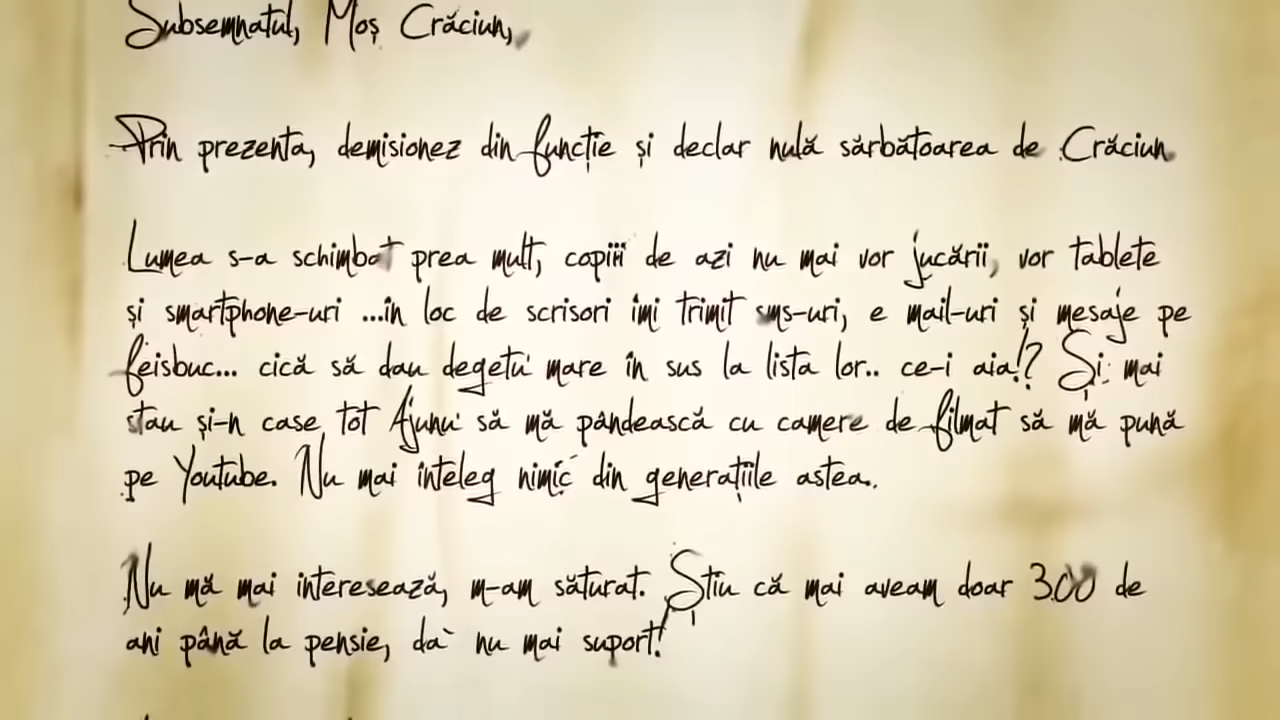 Subsemnatul, Moș Crăciun,
Prin prezenta, demisionez din funcție și declar nulă sărbătoarea de Crăciun
Lumea s-a schimbat prea mult, copiii de azi nu mai vor jucării, vor tablete
și smartphone-uri ...în loc de scrisori îmi trimit sms-uri, e mail-uri și mesaje pe
feisbuc... cică să dau degetu' mare în sus la lista lor.. ce-i aia!? Și mai
stau și-n case tot Ajunu' să mă pândească cu camere de filmat să mă pună
pe Youtube. Nu mai înteleg nimic din generațiile astea..
Nu mă mai interesează, m-am săturat. Știu că mai aveam doar 300 de
ani până la pensie, da' nu mai suport!